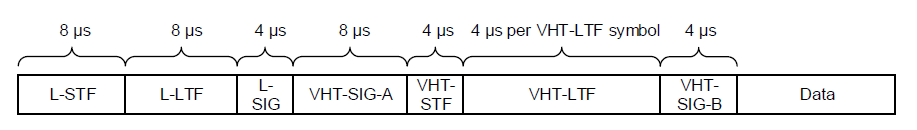 8 µs 8 µs 4 µs 8 µs 4 µs 4 µs per VHT-LTF symbol 4 µs
L-STF L-LTF L-SIG VHT-SIG-A VHT-STF VHT-LTF VHT-SIG-B Data